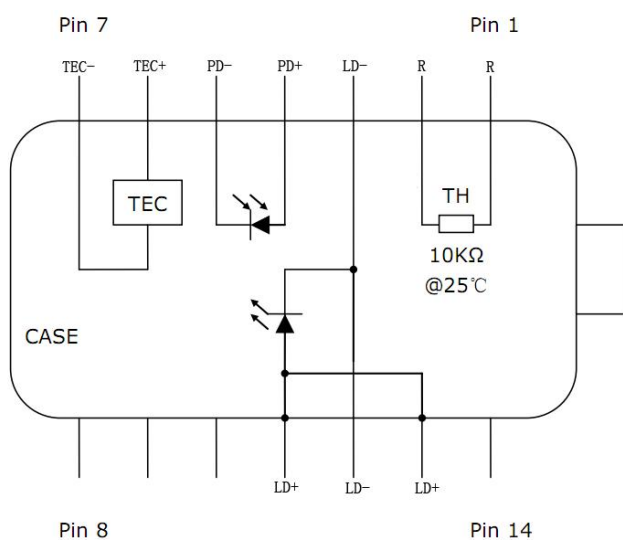 Pin 7 Pin 1
TEC- TEC+ PD- PD+ LD- R R
TEC
TH
10KΩ
@25℃
CASE
LD+ LD- LD+
Pin 8 Pin 14